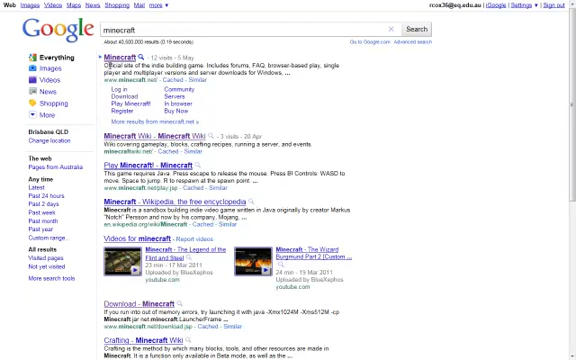 Web Images Videos Maps News Shopping Gmail more ▼
rcox36@eq.edu.au | iGoogle | Settings ▼ | Sign out
Google
minecraft
Search
About 40,500,000 results (0.19 seconds)
Go to Google.com Advanced search
Everything
Images
Videos
News
Shopping
More
Brisbane QLD
Change location
The web
Pages from Australia
Any time
Latest
Past 24 hours
Past 2 days
Past week
Past month
Past year
Custom range...
All results
Visited pages
Not yet visited
More search tools
Minecraft - 12 visits - 5 May
Official site of the indie building game. Includes forums, FAQ, browser-based play, single
player and multiplayer versions and server downloads for Windows, ...
www.minecraft.net/ - Cached - Similar
Log in Community
Download Servers
Play Minecraft! In browser
Register Buy Now
More results from minecraft.net »
Minecraft Wiki - Minecraft Wiki - 3 visits - 20 Apr
Wiki covering gameplay, blocks, crafting recipes, running a server, and events.
minecraftwiki.net/ - Cached - Similar
Play Minecraft! - Minecraft
This game requires Java. Press escape to release the mouse. Press B! Controls: WASD to
move. Space to jump. R to respawn at the spawn point. ...
www.minecraft.net/play.jsp - Cached - Similar
Minecraft - Wikipedia, the free encyclopedia
Minecraft is a sandbox building indie video game written in Java originally by creator Markus
"Notch" Persson and now by his company, Mojang, ...
en.wikipedia.org/wiki/Minecraft - Cached - Similar
Videos for minecraft - Report videos
Minecraft - The Legend of the
Flint and Steel
23 min - 17 Mar 2011
Uploaded by BlueXephos
youtube.com
Minecraft - The Wizard
Burgmund Part 2 [Custom ...
24 min - 19 Mar 2011
Uploaded by BlueXephos
youtube.com
Download - Minecraft
If you run into out of memory errors, try launching it with java -Xmx1024M -Xms512M -cp
Minecraft.jar net.minecraft.LauncherFrame ...
www.minecraft.net/download.jsp - Cached - Similar
Crafting - Minecraft Wiki
Crafting is the method by which many blocks, tools, and other resources are made in
Minecraft. It is a function only available in Beta mode, as well as the ...